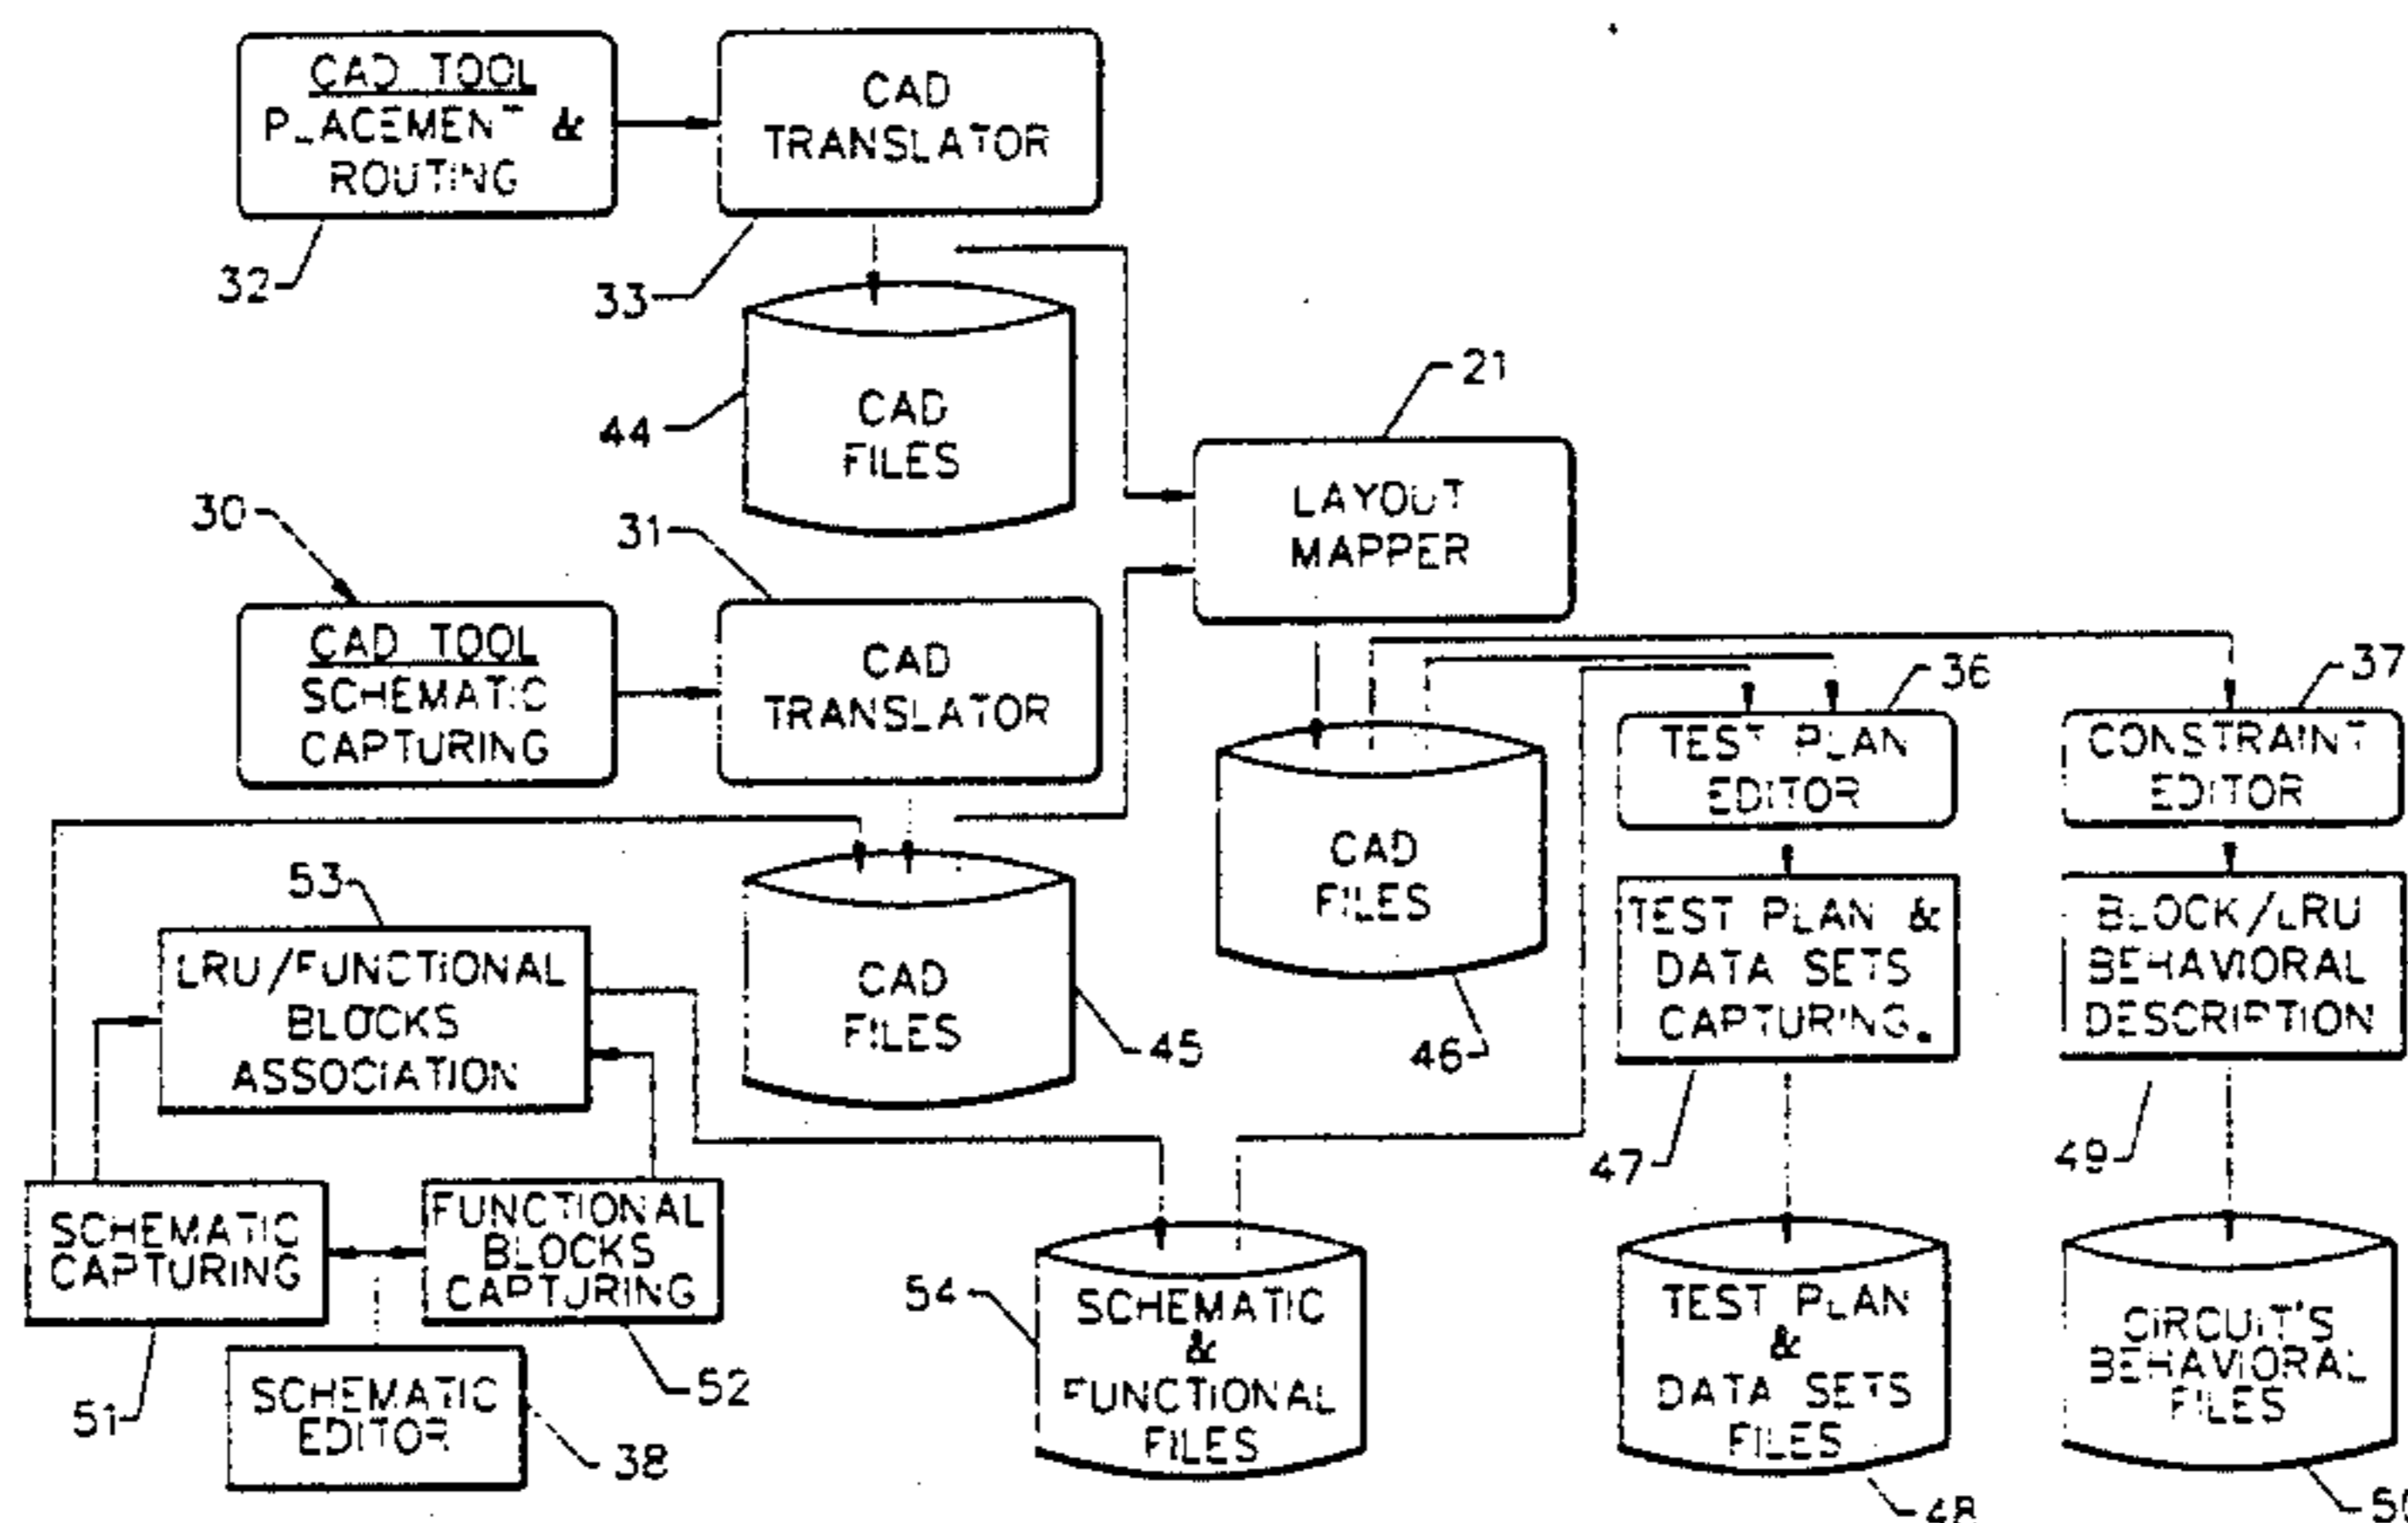 CAD TOOL
PLACEMENT &
ROUTING
32
CAD
TRANSLATOR
33
CAD
FILES
44
21
LAYOUT
MAPPER
30
CAD TOOL
SCHEMATIC
CAPTURING
31
CAD
TRANSLATOR
36
TEST PLAN
EDITOR
37
CONSTRAINT
EDITOR
CAD
FILES
46
53
LRU/FUNCTIONAL
BLOCKS
ASSOCIATION
CAD
FILES
45
TEST PLAN &
DATA SETS
CAPTURING.
47
BLOCK/LRU
BEHAVIORAL
DESCRIPTION
49
SCHEMATIC
CAPTURING
51
FUNCTIONAL
BLOCKS
CAPTURING
52
SCHEMATIC
EDITOR
38
54
SCHEMATIC
&
FUNCTIONAL
FILES
TEST PLAN
&
DATA SETS
FILES
48
CIRCUIT'S
BEHAVIORAL
FILES